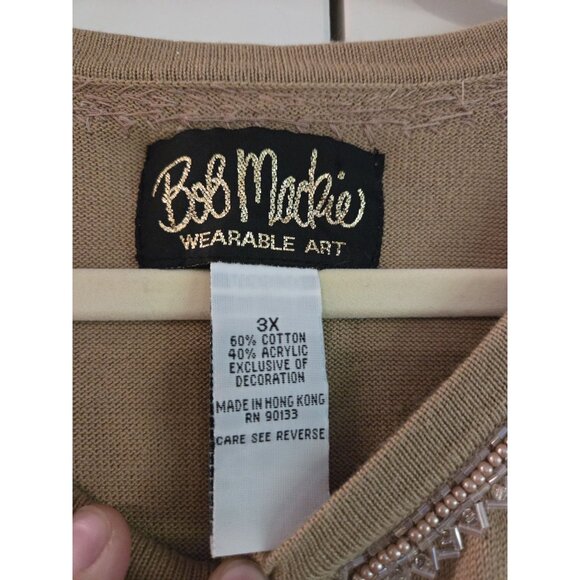 Bob Mackie
WEARABLE ART
3X
60% COTTON
40% ACRYLIC
EXCLUSIVE OF
DECORATION
MADE IN HONG KONG
RN 90133
CARE SEE REVERSE